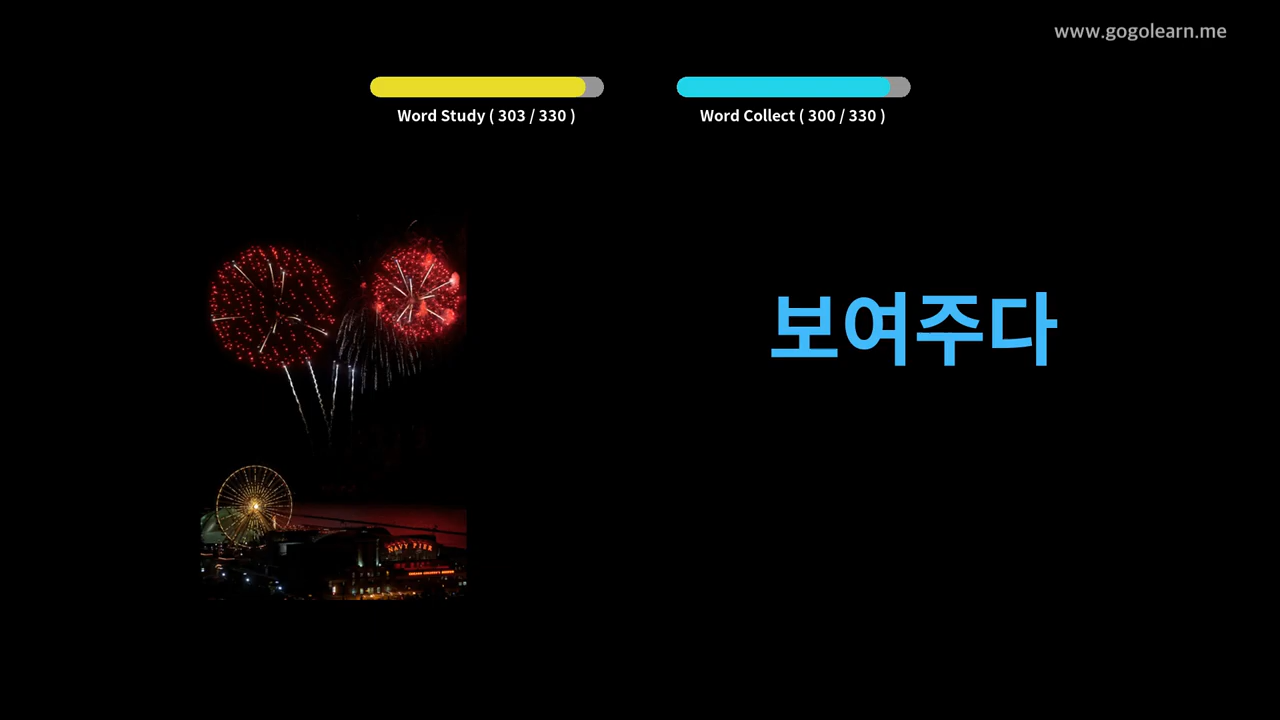 www.gogolearn.me
Word Study ( 303 / 330 )
Word Collect ( 300 / 330 )
보여주다
NAVY PIER